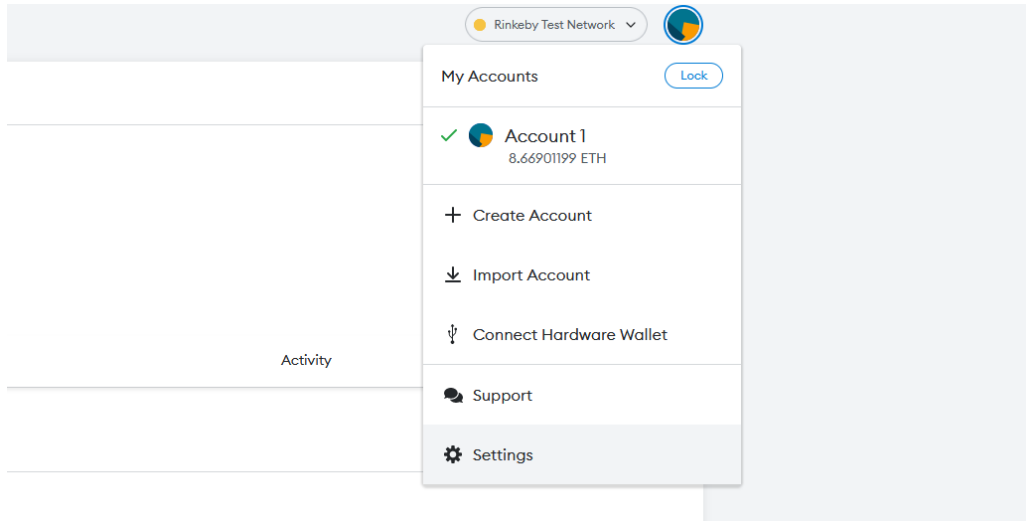 Rinkeby Test Network
My Accounts
Lock
Account 1
8.66901199 ETH
Create Account
Import Account
Connect Hardware Wallet
Activity
Support
Settings